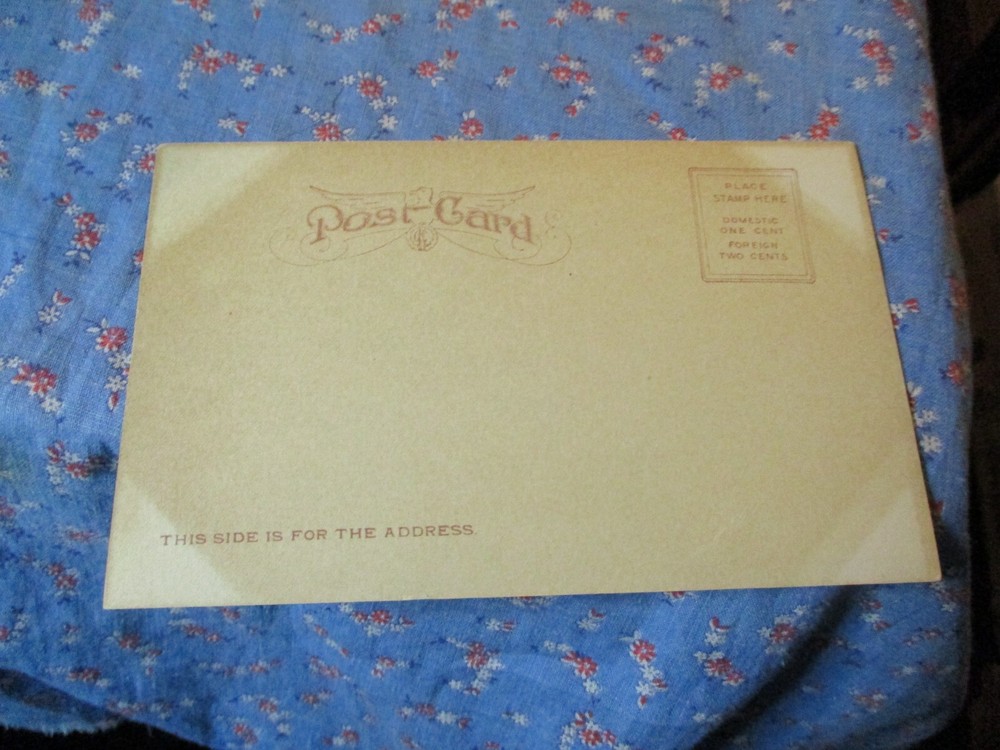 Post Card
PLACE
STAMP HERE
DOMESTIC
ONE CENT
FOREIGN
TWO CENTS
THIS SIDE IS FOR THE ADDRESS.